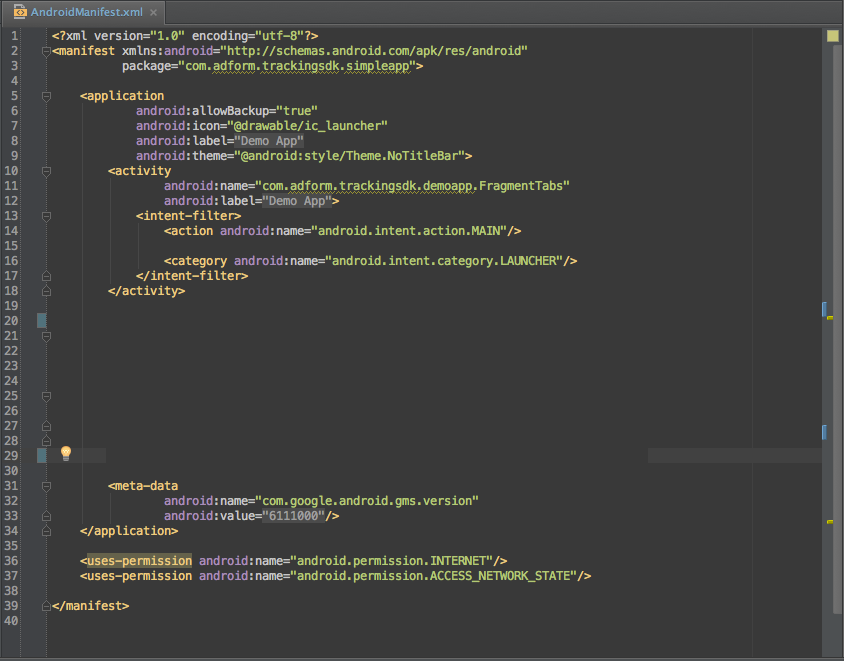 AndroidManifest.xml ×
1 <?xml version="1.0" encoding="utf-8"?>
2 <manifest xmlns:android="http://schemas.android.com/apk/res/android"
3 package="com.adform.trackingsdk.simpleapp">
4
5 <application
6 android:allowBackup="true"
7 android:icon="@drawable/ic_launcher"
8 android:label="Demo App"
9 android:theme="@android:style/Theme.NoTitleBar">
10 <activity
11 android:name="com.adform.trackingsdk.demoapp.FragmentTabs"
12 android:label="Demo App">
13 <intent-filter>
14 <action android:name="android.intent.action.MAIN"/>
15
16 <category android:name="android.intent.category.LAUNCHER"/>
17 </intent-filter>
18 </activity>
19
20
21
22
23
24
25
26
27
28
29
30
31 <meta-data
32 android:name="com.google.android.gms.version"
33 android:value="6111000"/>
34 </application>
35
36 <uses-permission android:name="android.permission.INTERNET"/>
37 <uses-permission android:name="android.permission.ACCESS_NETWORK_STATE"/>
38
39 </manifest>
40